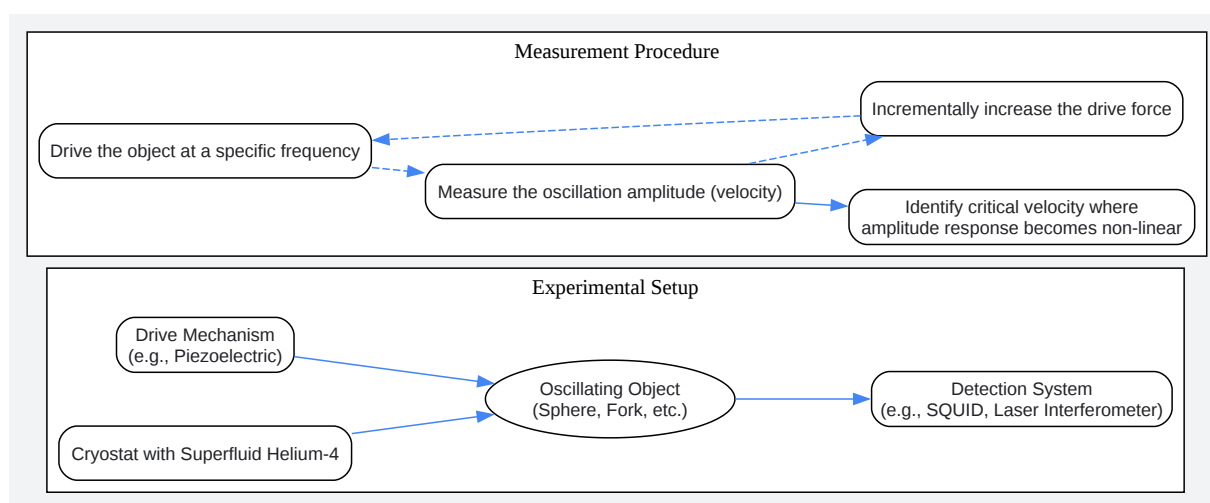 Measurement Procedure
Incrementally increase the drive force
Drive the object at a specific frequency
Measure the oscillation amplitude (velocity)
Identify critical velocity where
amplitude response becomes non-linear
Experimental Setup
Drive Mechanism
(e.g., Piezoelectric)
Oscillating Object
(Sphere, Fork, etc.)
Detection System
(e.g., SQUID, Laser Interferometer)
Cryostat with Superfluid Helium-4